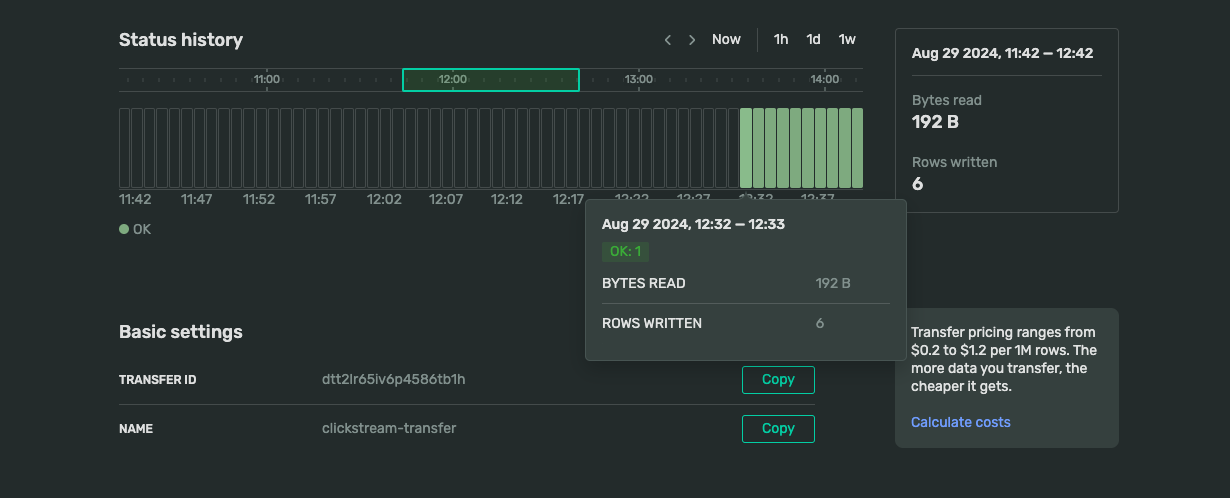 Status history
Now 1h 1d 1w
11:00 12:00 13:00 14:00
11:42 11:47 11:52 11:57 12:02 12:07 12:12 12:17 12:22 12:27 12:32 12:37
OK
Aug 29 2024, 11:42 — 12:42
Bytes read
192 B
Rows written
6
Aug 29 2024, 12:32 — 12:33
OK: 1
BYTES READ 192 B
ROWS WRITTEN 6
Basic settings
TRANSFER ID dtt2lr65iv6p4586tb1h Copy
NAME clickstream-transfer Copy
Transfer pricing ranges from
$0.2 to $1.2 per 1M rows. The
more data you transfer, the
cheaper it gets.
Calculate costs